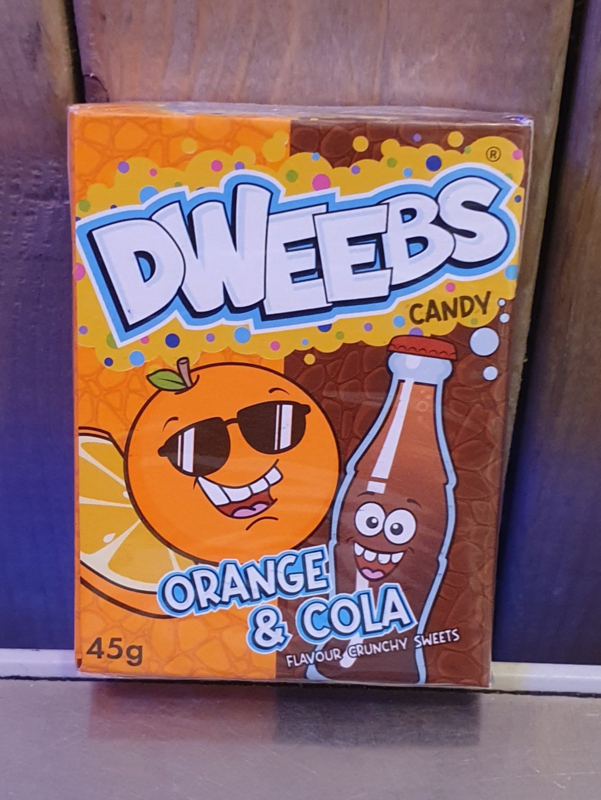 ®
DWEEBS
CANDY
ORANGE
& COLA
FLAVOUR CRUNCHY SWEETS
45g